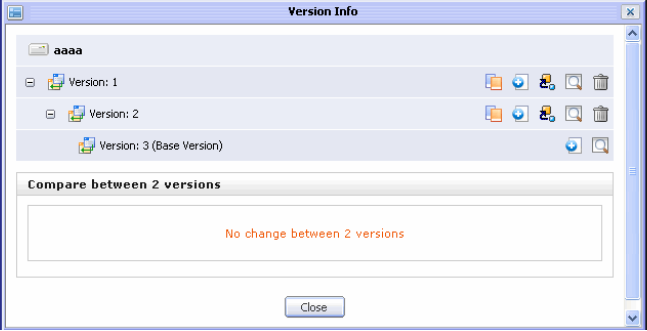 Version Info
aaaa
Version: 1
Version: 2
Version: 3 (Base Version)
Compare between 2 versions
No change between 2 versions
Close